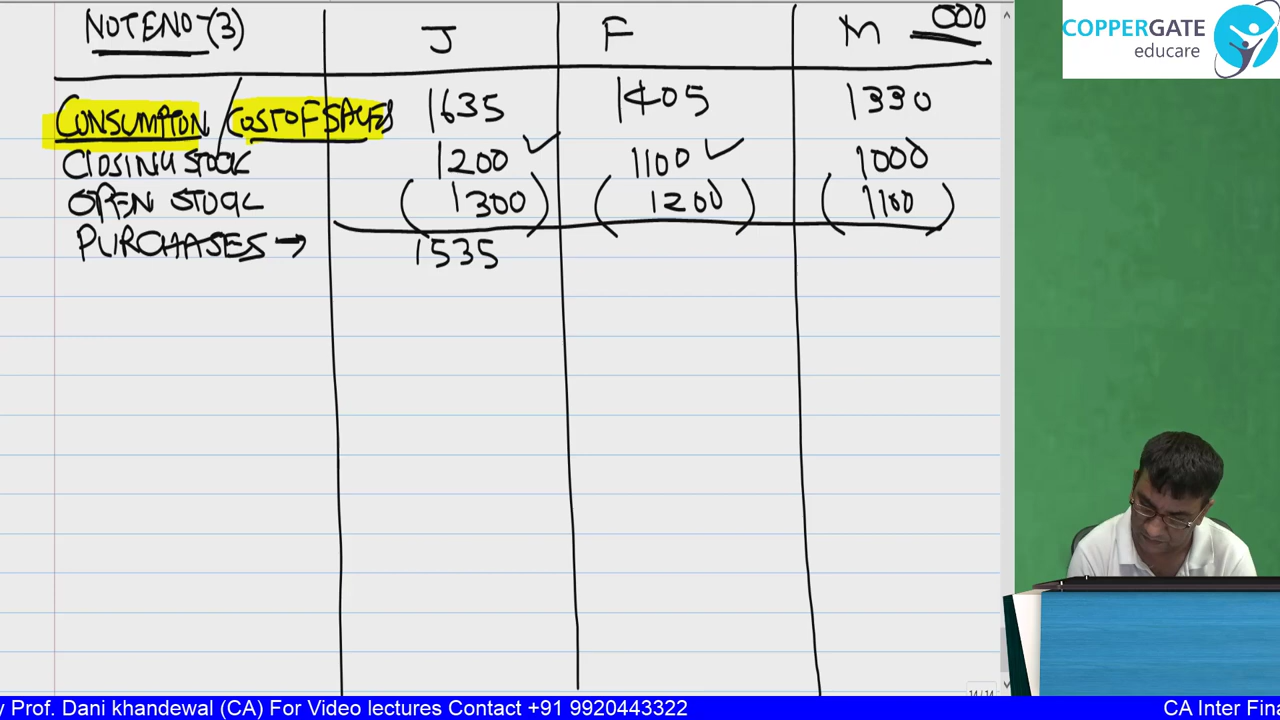 NOTE NO-(3) J F M 000
CONSUMPTION / COST OF SALES 1635 1405 1330
CLOSING STOCK 1200 ✓ 1100 ✓ 1000
OPEN STOCK (1300) (1200) (1100)
PURCHASES → 1535
COPPERGATE
educare
14/14
y Prof. Dani khandewal (CA) For Video lectures Contact +91 9920443322 CA Inter Fina